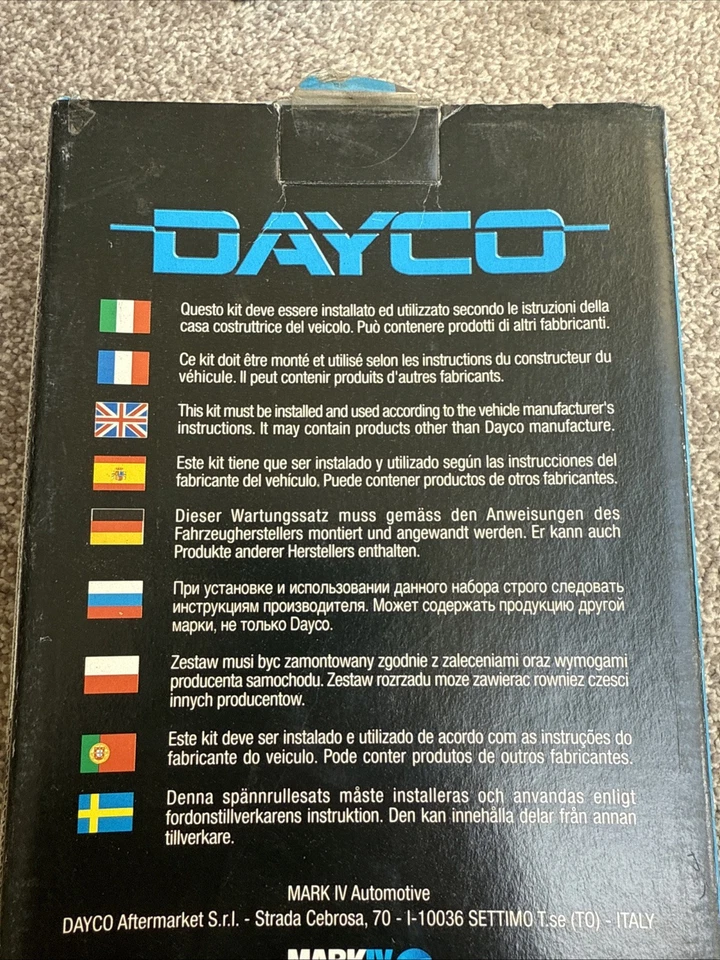 DAYCO
Questo kit deve essere installato ed utilizzato secondo le istruzioni della
casa costruttrice del veicolo. Può contenere prodotti di altri fabbricanti.
Ce kit doit être monté et utilisé selon les instructions du constructeur du
véhicule. Il peut contenir produits d'autres fabricants.
This kit must be installed and used according to the vehicle manufacturer's
instructions. It may contain products other than Dayco manufacture.
Este kit tiene que ser instalado y utilizado según las instrucciones del
fabricante del vehículo. Puede contener productos de otros fabricantes.
Dieser Wartungssatz muss gemäss den Anweisungen des
Fahrzeugherstellers montiert und angewandt werden. Er kann auch
Produkte anderer Herstellers enthalten.
При установке и использовании данного набора строго следовать
инструкциям производителя. Может содержать продукцию другой
марки, не только Dayco.
Zestaw musi byc zamontowany zgodnie z zaleceniami oraz wymogami
producenta samochodu. Zestaw rozrzadu moze zawierac rowniez czesci
innych producentow.
Este kit deve ser instalado e utilizado de acordo com as instruções do
fabricante do veiculo. Pode conter produtos de outros fabricantes.
Denna spännrullesats måste installeras och anvandas enligt
fordonstillverkarens instruktion. Den kan innehålla delar från annan
tillverkare.
MARK IV Automotive
DAYCO Aftermarket S.r.l. - Strada Cebrosa, 70 - I-10036 SETTIMO T.se (TO) - ITALY
MARKIV